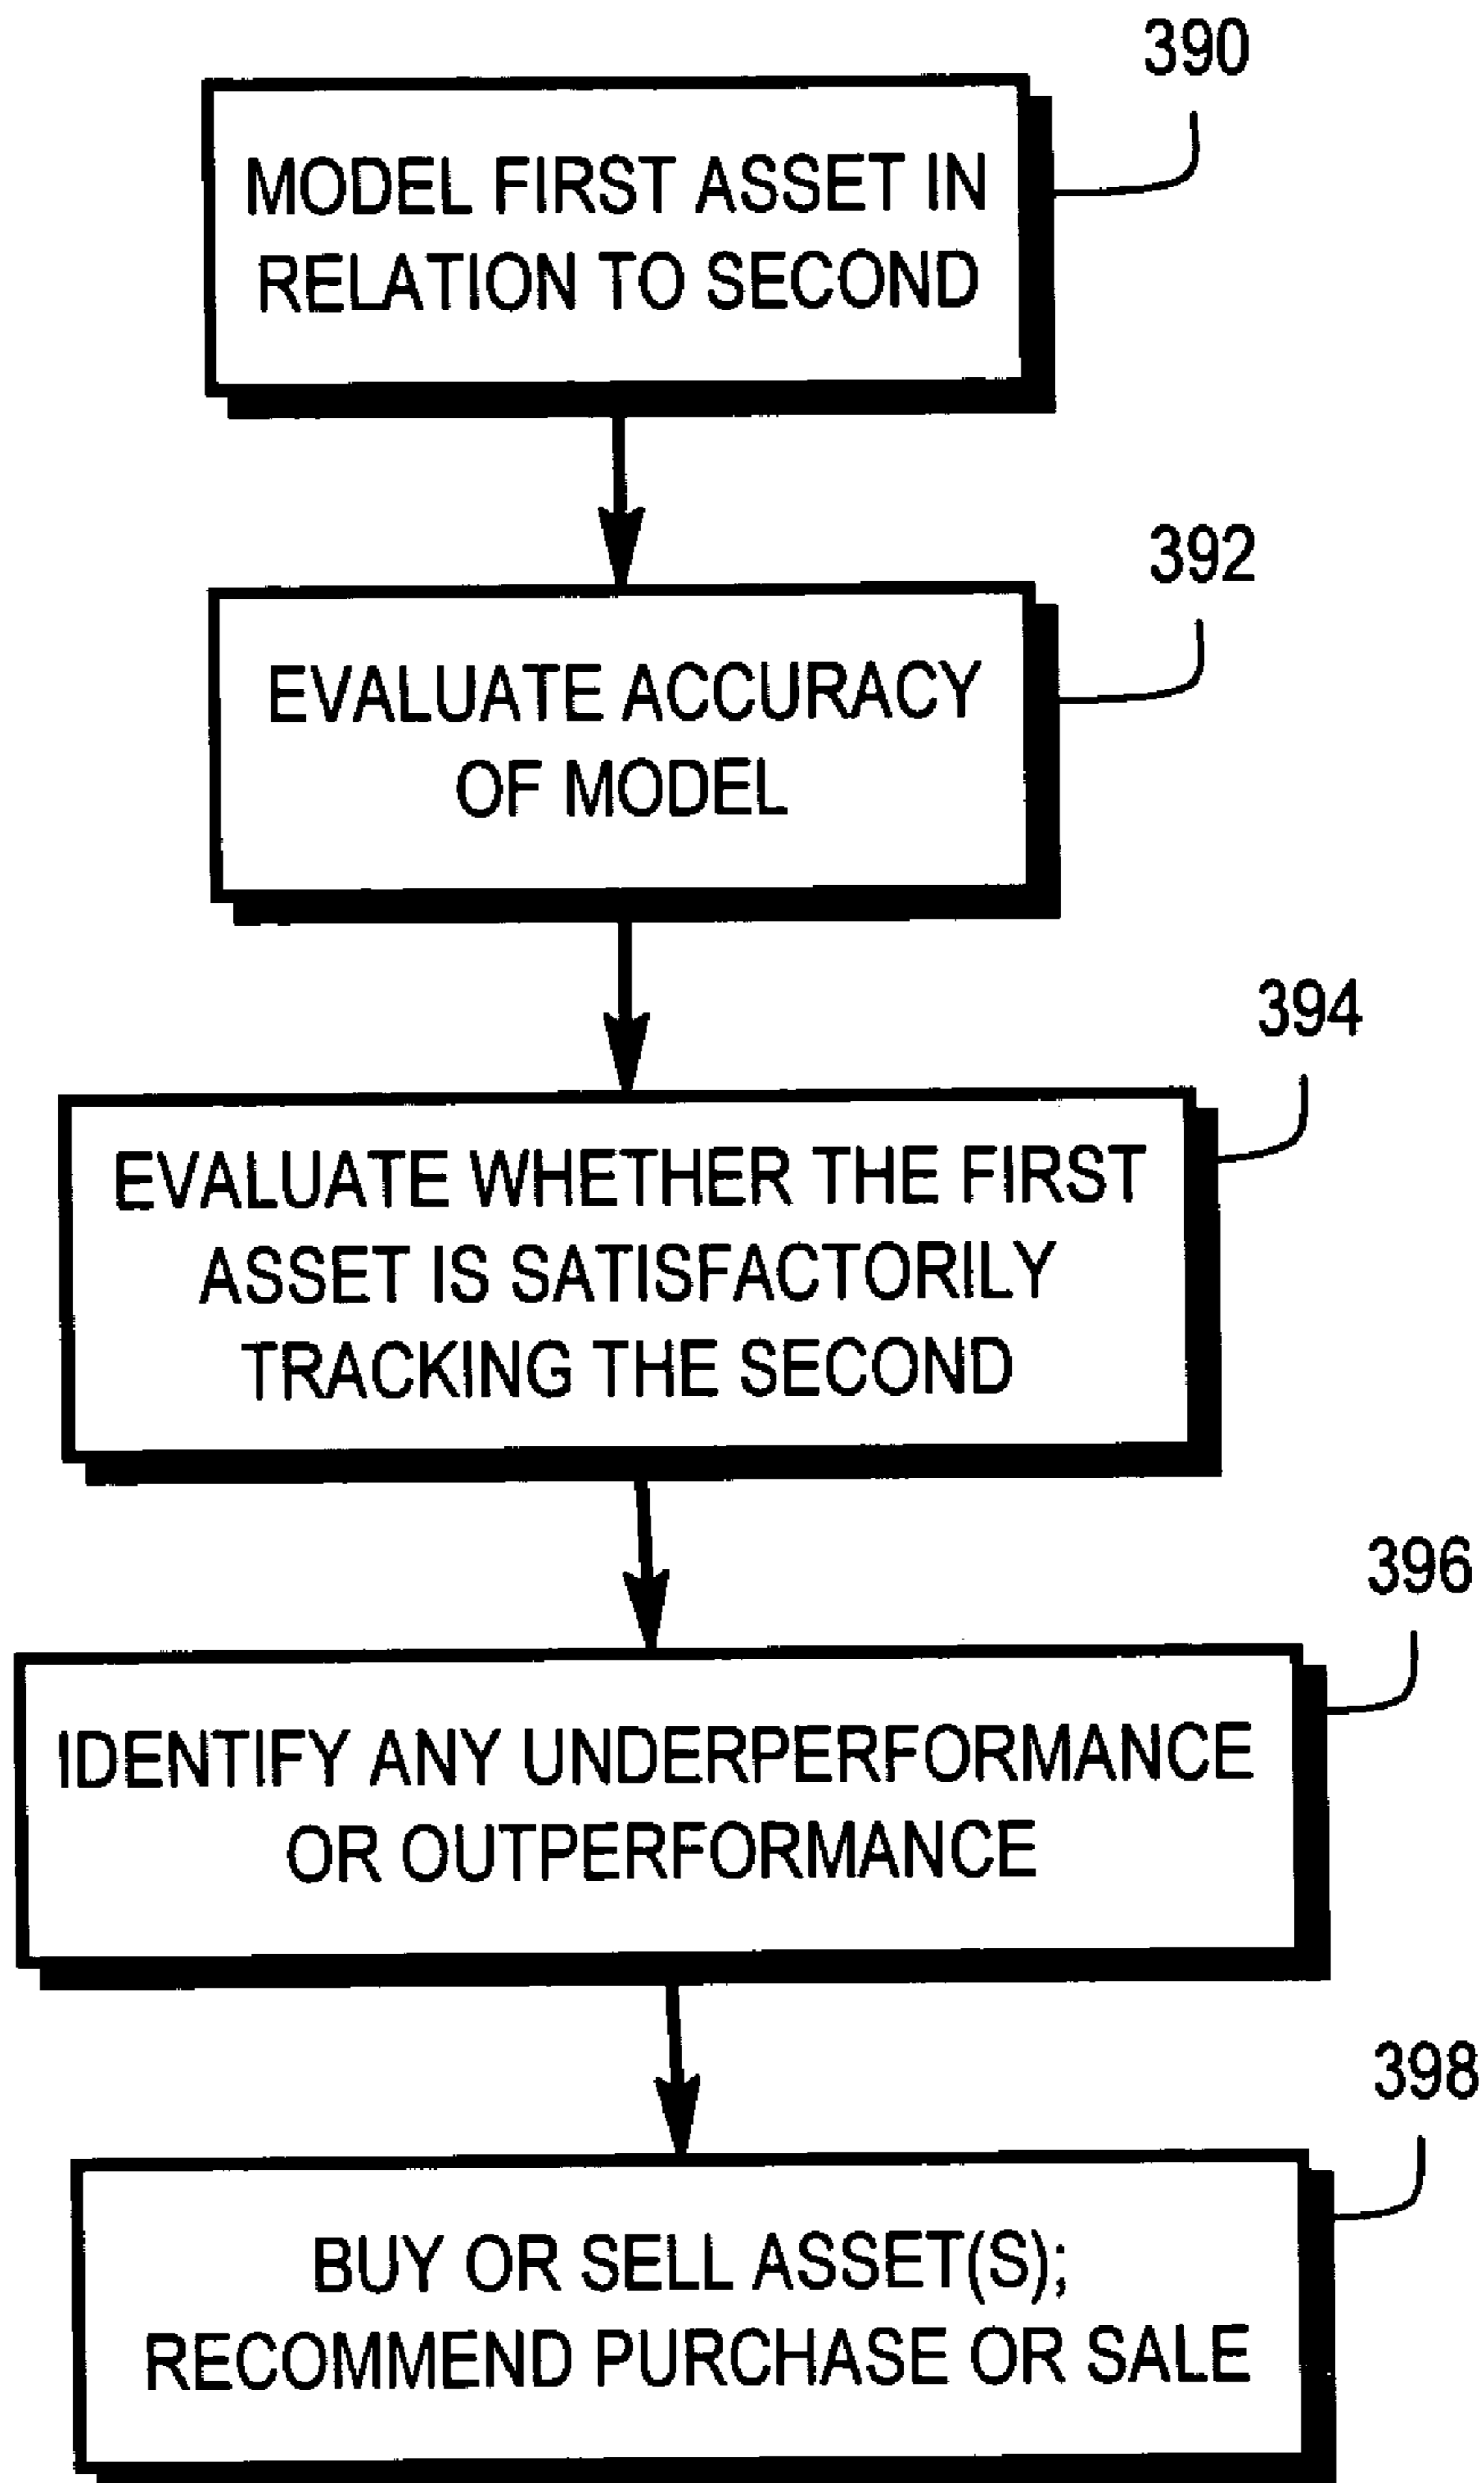 390
MODEL FIRST ASSET IN
RELATION TO SECOND
392
EVALUATE ACCURACY
OF MODEL
394
EVALUATE WHETHER THE FIRST
ASSET IS SATISFACTORILY
TRACKING THE SECOND
396
IDENTIFY ANY UNDERPERFORMANCE
OR OUTPERFORMANCE
398
BUY OR SELL ASSET(S);
RECOMMEND PURCHASE OR SALE